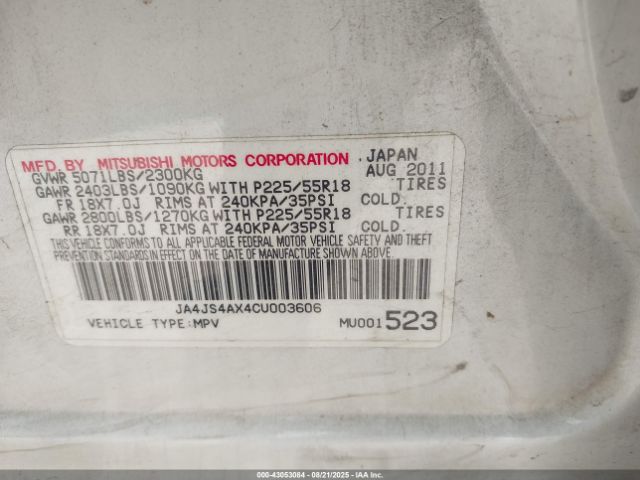 MFD. BY MITSUBISHI MOTORS CORPORATION JAPAN
GVWR 5071LBS/2300KG AUG 2011
GAWR 2403LBS/1090KG WITH P225/55R18 TIRES
FR 18X7.0J RIMS AT 240KPA/35PSI COLD.
GAWR 2800LBS/1270KG WITH P225/55R18 TIRES
RR 18X7.0J RIMS AT 240KPA/35PSI COLD.
THIS VEHICLE CONFORMS TO ALL APPLICABLE FEDERAL MOTOR VEHICLE SAFETY AND THEFT
PREVENTION STANDARDS IN EFFECT ON THE DATE OF MANUFACTURE SHOWN ABOVE.
JA4JS4AX4CU003606
VEHICLE TYPE:MPV MU001523
000-43053084 - 08/21/2025 - IAA Inc.